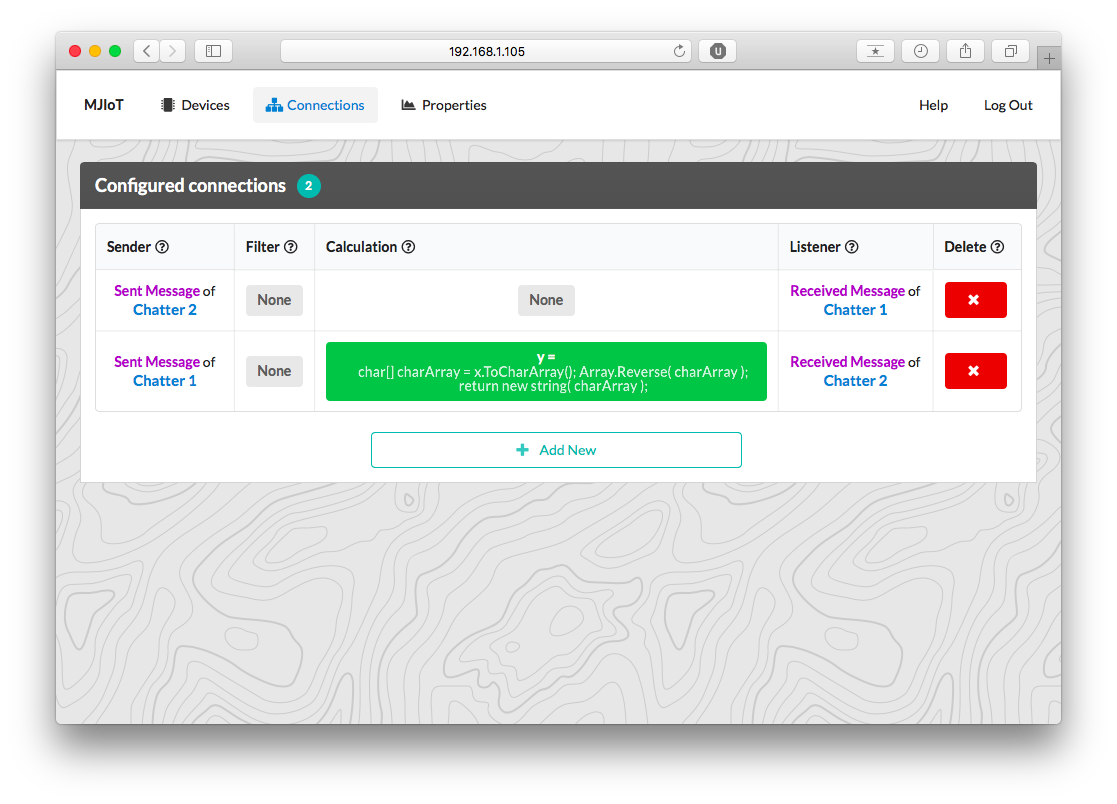 192.168.1.105
MJIoT Devices Connections Properties Help Log Out
Configured connections 2
Sender Filter Calculation Listener Delete
Sent Message of
Chatter 2
None
None
Received Message of
Chatter 1
Sent Message of
Chatter 1
None
y =
char[] charArray = x.ToCharArray(); Array.Reverse( charArray );
return new string( charArray );
Received Message of
Chatter 2
Add New